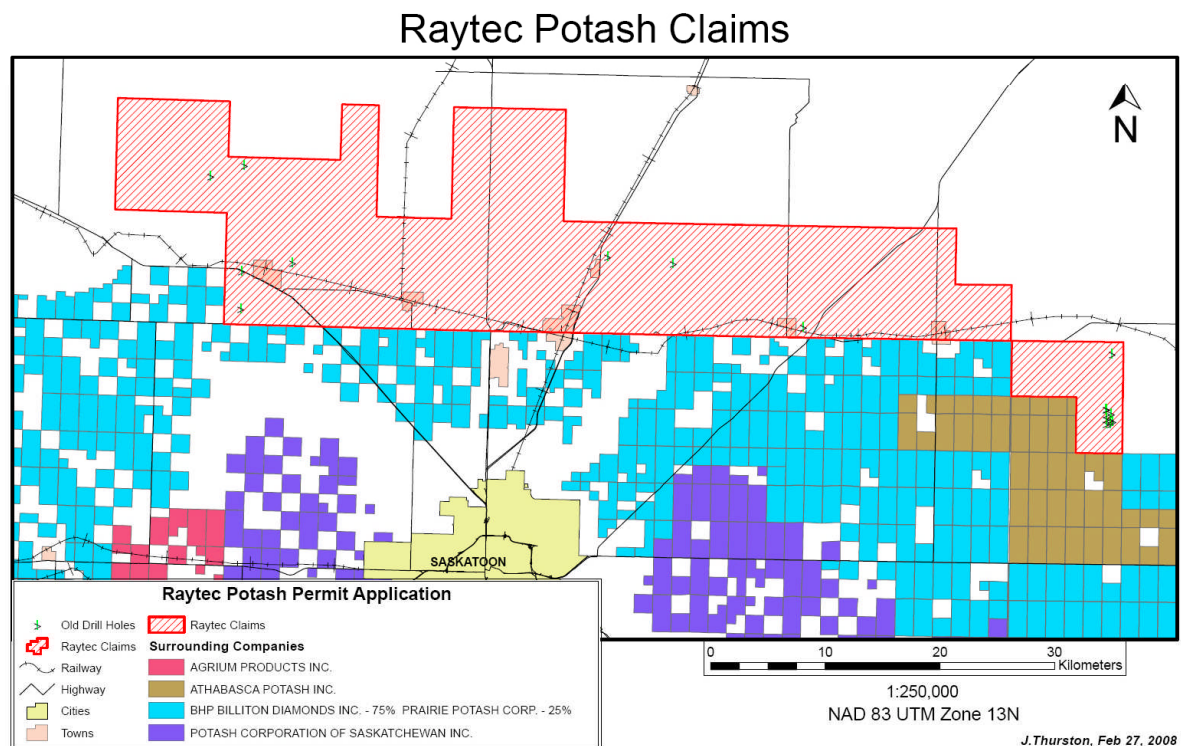 Raytec Potash Claims
N
SASKATOON
Raytec Potash Permit Application
Old Drill Holes
Raytec Claims
Raytec Claims
Surrounding Companies
Railway
AGRIUM PRODUCTS INC.
Highway
ATHABASCA POTASH INC.
Cities
BHP BILLITON DIAMONDS INC. - 75% PRAIRIE POTASH CORP. - 25%
Towns
POTASH CORPORATION OF SASKATCHEWAN INC.
0 10 20 30
Kilometers
1:250,000
NAD 83 UTM Zone 13N
J.Thurston, Feb 27, 2008